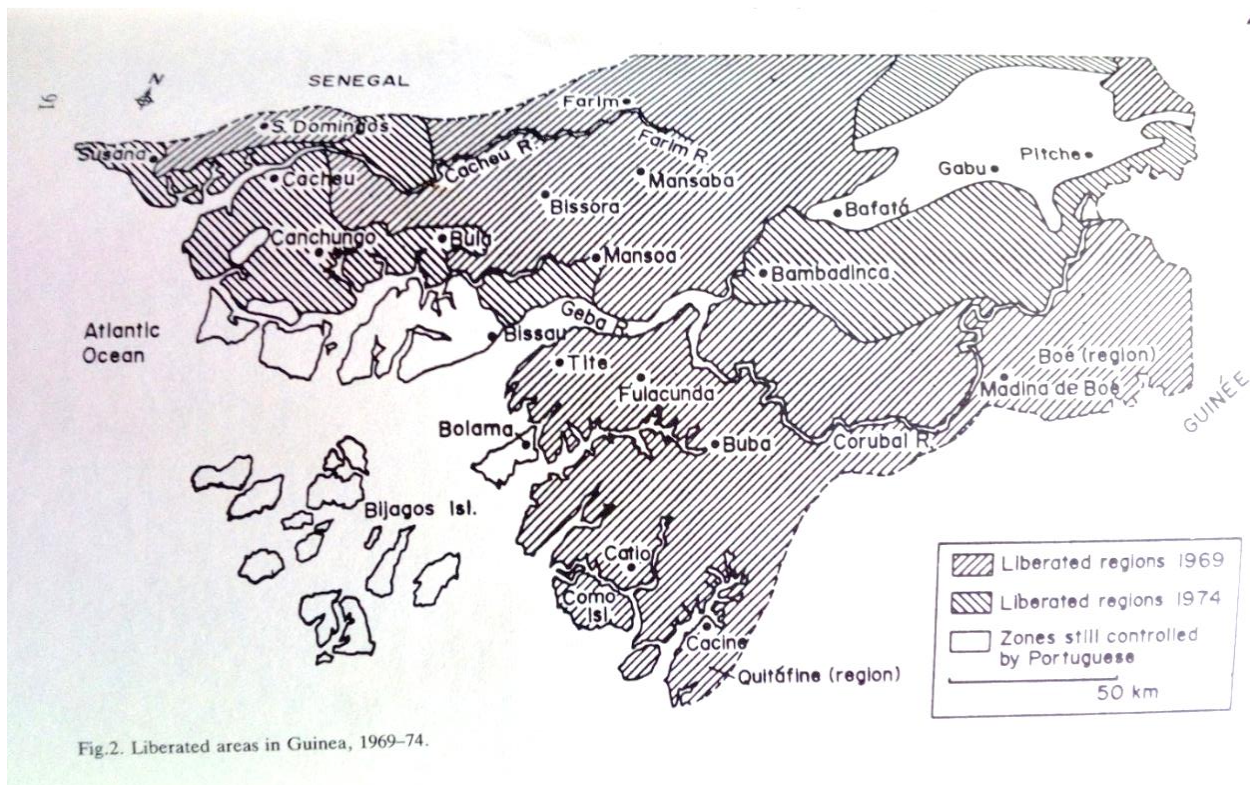 91
N
SENEGAL
Farim
S. Domingos
Susana
Cacheu R.
Farim R.
Cacheu
Mansaba
Pitche
Gabu
Bissora
Bafatá
Canchungo
Bula
Mansoa
Bambadinca
Geba R.
Atlantic
Ocean
Bissau
Tite
Boé (region)
Fulacunda
Madina de Boé
GUINÉE
Bolama
Buba
Corubal R.
Bijagos Isl.
Catio
Como
Isl.
Cacine
Quitáfine (region)
Liberated regions 1969
Liberated regions 1974
Zones still controlled
by Portuguese
50 km
Fig.2. Liberated areas in Guinea, 1969–74.